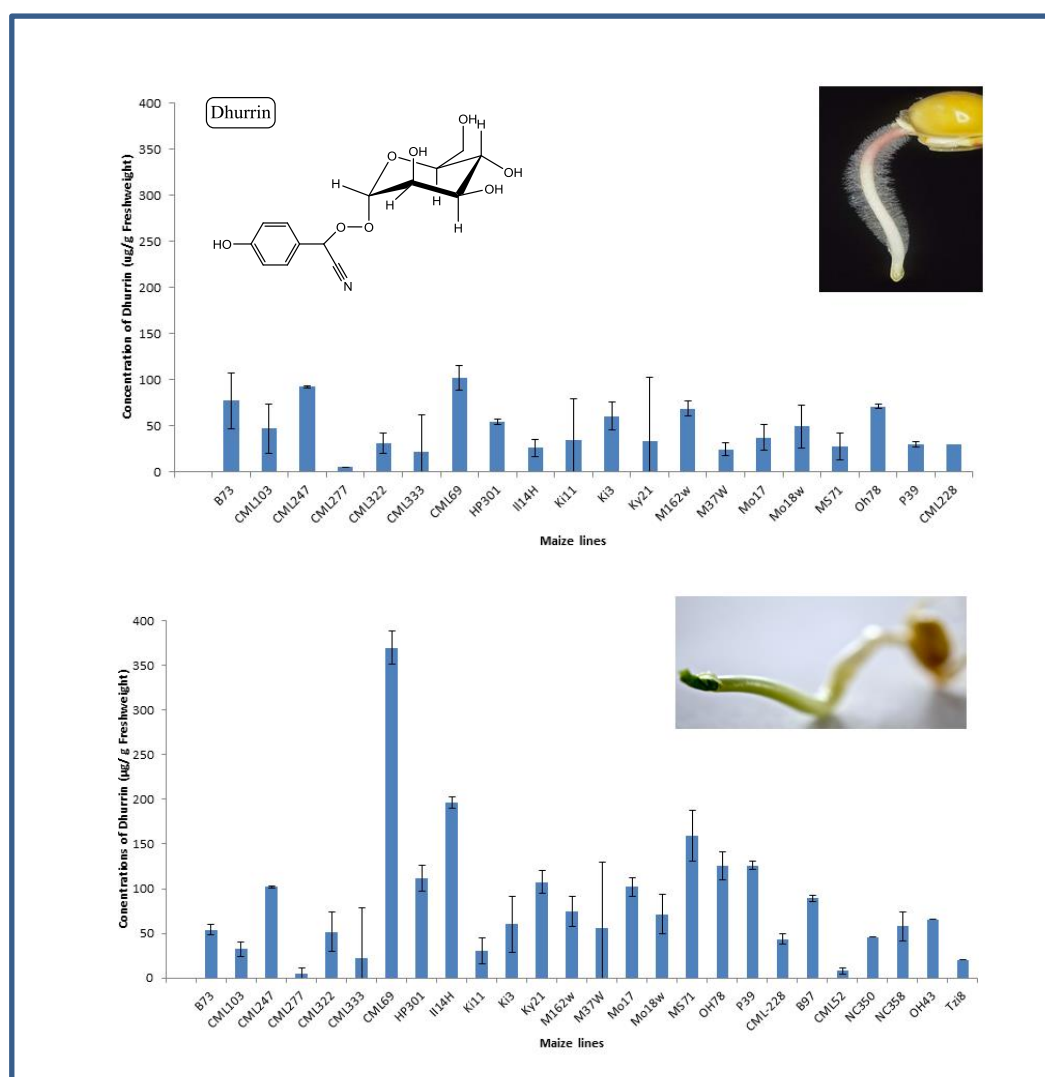 Concentration of Dhurrin (ug/g Freshweight)
400
350
300
250
200
150
100
50
0
Dhurrin
OH
OH
H
O
OH
H
H
OH
H
H
O
O
HO
N
B73
CML103
CML247
CML277
CML322
CML333
CML69
HP301
Il14H
Ki11
Ki3
Ky21
M162w
M37W
Mo17
Mo18w
MS71
Oh78
P39
CML228
Maize lines
Conentrations of Dhurrin (µg/ g Freshweight)
400
350
300
250
200
150
100
50
0
B73
CML103
CML247
CML277
CML322
CML333
CML69
HP301
Il14H
Ki11
Ki3
Ky21
M162w
M37W
Mo17
Mo18w
MS71
OH78
P39
CML-228
B97
CML52
NC350
NC358
OH43
Tzi8
Maize lines